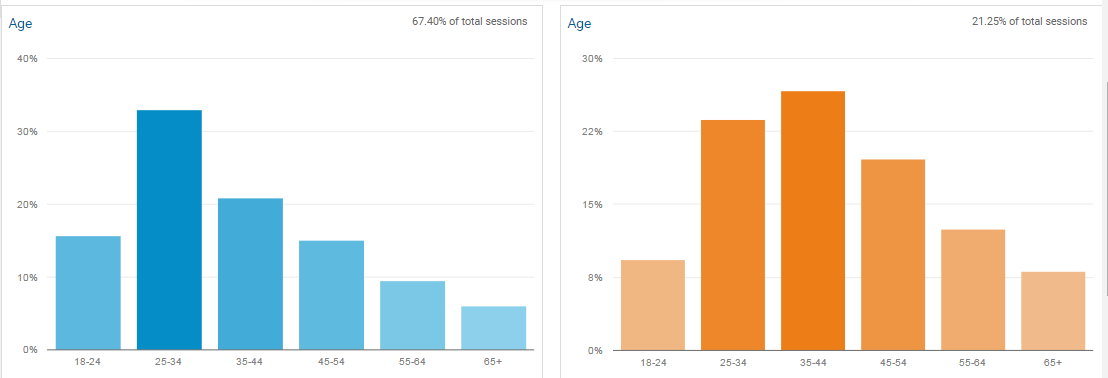 Age 67.40% of total sessions
40%
30%
20%
10%
0%
18-24 25-34 35-44 45-54 55-64 65+
Age 21.25% of total sessions
30%
22%
15%
8%
0%
18-24 25-34 35-44 45-54 55-64 65+